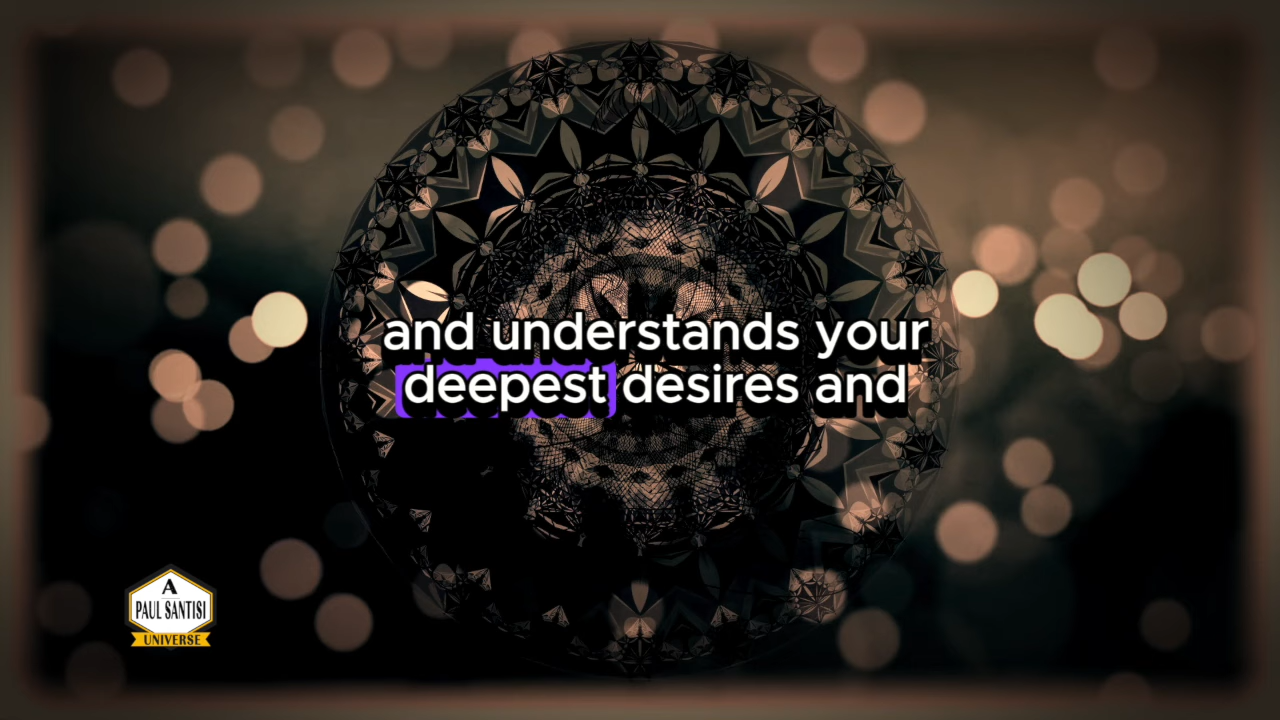 and understands your
deepest desires and
A
PAUL SANTISI
UNIVERSE